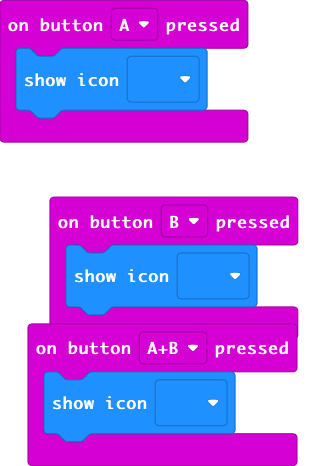 on button A pressed
show icon
on button B pressed
show icon
on button A+B pressed
show icon